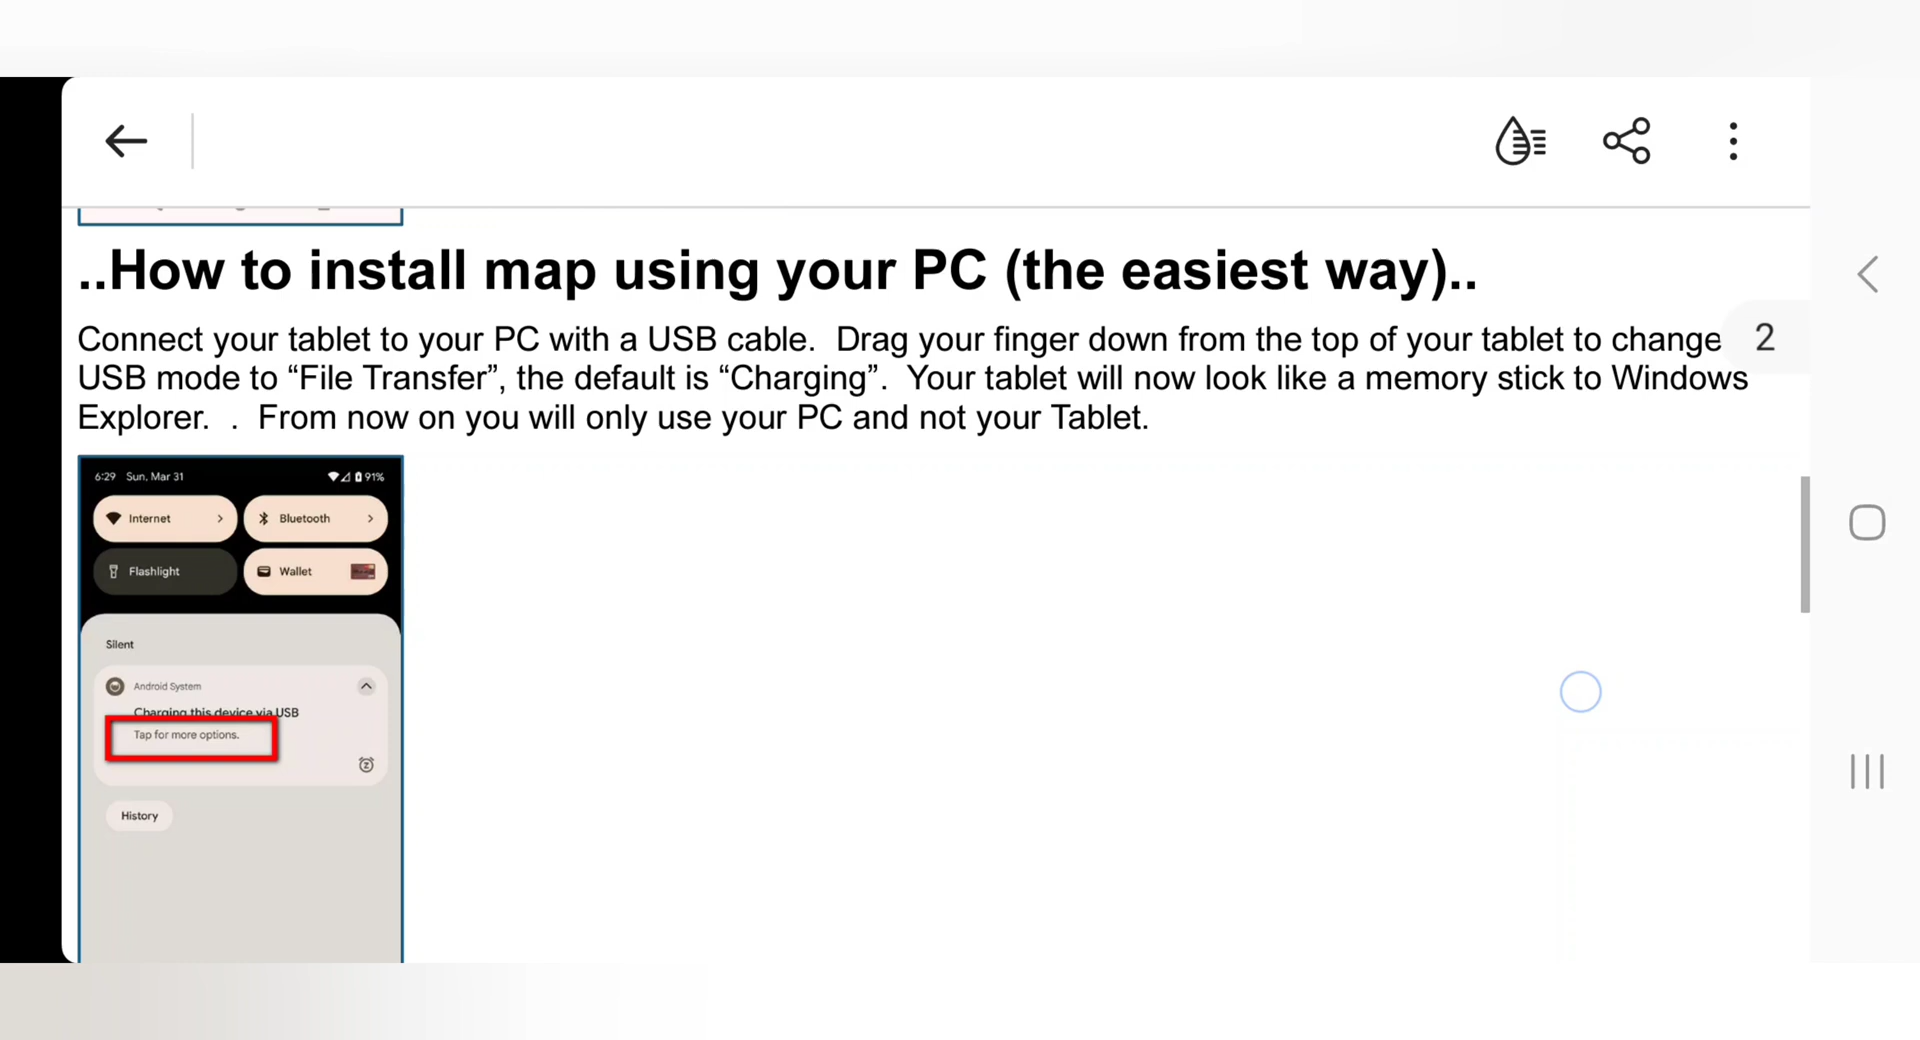 ..How to install map using your PC (the easiest way)..
Connect your tablet to your PC with a USB cable.  Drag your finger down from the top of your tablet to change
2
USB mode to “File Transfer”, the default is “Charging”.  Your tablet will now look like a memory stick to Windows
Explorer.  .  From now on you will only use your PC and not your Tablet.
6:29 Sun, Mar 31 91%
Internet Bluetooth
Flashlight Wallet
Silent
Android System
Charging this device via USB
Tap for more options.
History